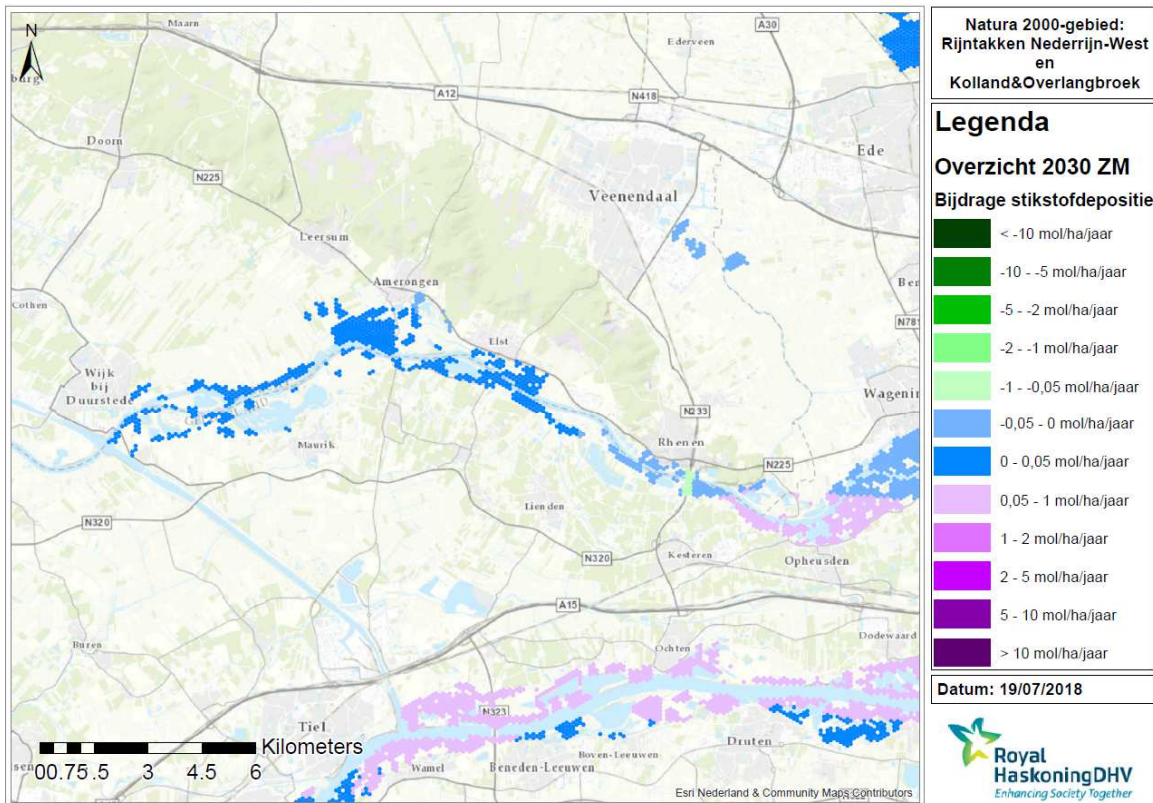 N
Maarn
Ederveen
A30
burg
A12
N418
Doorn
Ede
N225
Veenendaal
Leersum
Ben
Amerongen
Cothen
N781
Elst
Wijk
bij
Duurstede
Wagenin
N233
Rhenen
Maurik
N225
Lienden
N320
N320
Kesteren
Opheusden
A15
Buren
Dodewaard
Ochten
N323
Tiel
Druten
Boven-Leeuwen
Wamel
Beneden-Leeuwen
00.75 .5 3 4.5 6
Kilometers
Esri Nederland & Community Maps Contributors
N322
Natura 2000-gebied:
Rijntakken Nederrijn-West
en
Kolland&Overlangbroek
Legenda
Overzicht 2030 ZM
Bijdrage stikstofdepositie
< -10 mol/ha/jaar
-10 - -5 mol/ha/jaar
-5 - -2 mol/ha/jaar
-2 - -1 mol/ha/jaar
-1 - -0,05 mol/ha/jaar
-0,05 - 0 mol/ha/jaar
0 - 0,05 mol/ha/jaar
0,05 - 1 mol/ha/jaar
1 - 2 mol/ha/jaar
2 - 5 mol/ha/jaar
5 - 10 mol/ha/jaar
> 10 mol/ha/jaar
Datum: 19/07/2018
Royal
HaskoningDHV
Enhancing Society Together